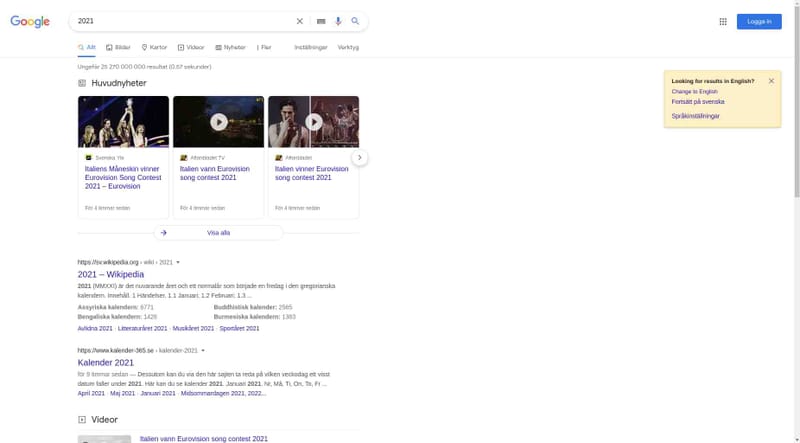 Google
2021
Logga in
Allt
Bilder
Kartor
Videor
Nyheter
Fler
Inställningar
Verktyg
Ungefär 25 270 000 000 resultat (0,67 sekunder)
Looking for results in English?
Change to English
Fortsätt på svenska
Språkinställningar
Huvudnyheter
Svenska Yle
Italiens Måneskin vinner
Eurovision Song Contest
2021 – Eurovision
För 4 timmar sedan
Aftonbladet TV
Italien vann Eurovision
song contest 2021
Aftonbladet
Italien vinner Eurovision
song contest 2021
För 4 timmar sedan
Visa alla
https://sv.wikipedia.org › wiki › 2021
2021 – Wikipedia
2021 (MMXXI) är det nuvarande året och ett normalår som började en fredag i den gregorianska
kalendern. Innehåll. 1 Händelser. 1.1 Januari; 1.2 Februari; 1.3 ...
Assyriska kalendern: 6771
Buddhistisk kalender: 2565
Bengaliska kalendern: 1428
Burmesiska kalendern: 1383
Avlidna 2021 · Litteraturåret 2021 · Musikåret 2021 · Sportåret 2021
https://www.kalender-365.se › kalender-2021
Kalender 2021
för 9 timmar sedan — Dessutom kan du via den här sajten ta reda på vilken veckodag ett visst
datum faller under 2021. Här kan du se kalender 2021. Januari 2021. Nr, Må, Ti, On, To, Fr ...
April 2021 · Maj 2021 · Januari 2021 · Midsommardagen 2021, 2022...
Videor
Italien vann Eurovision song contest 2021